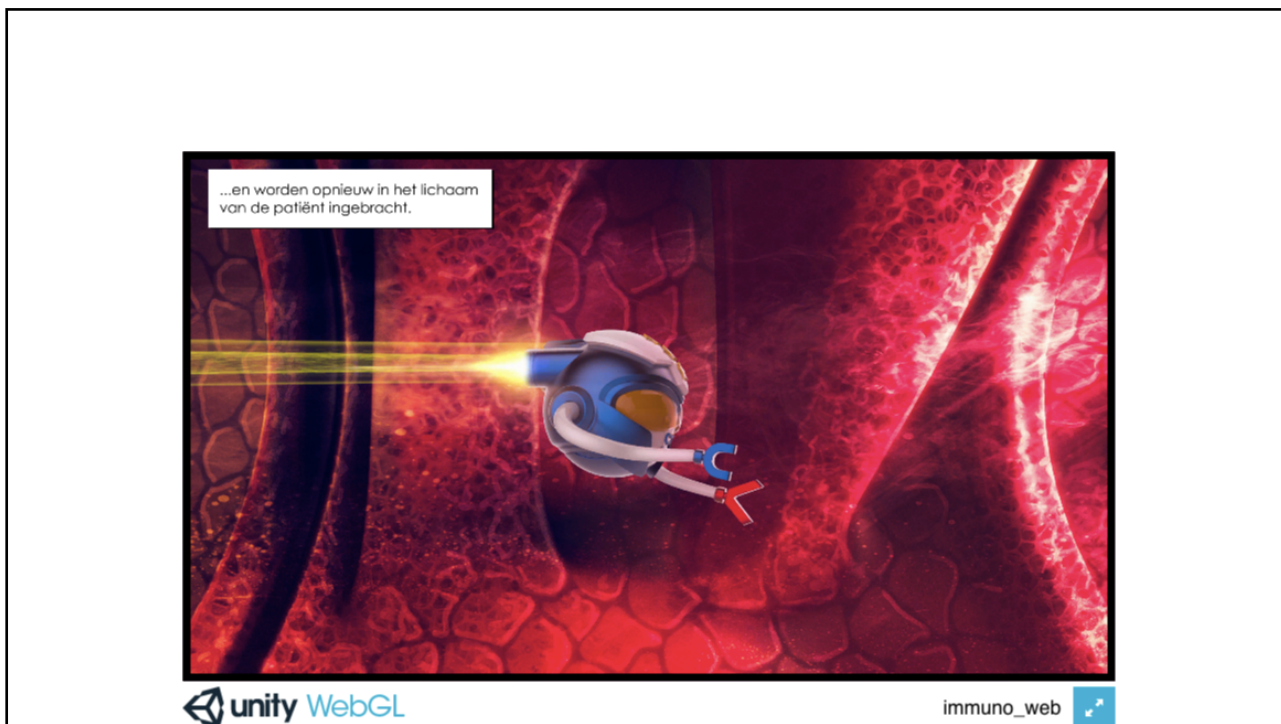 ...en worden opnieuw in het lichaam
van de patiënt ingebracht.
unity WebGL
immuno_web